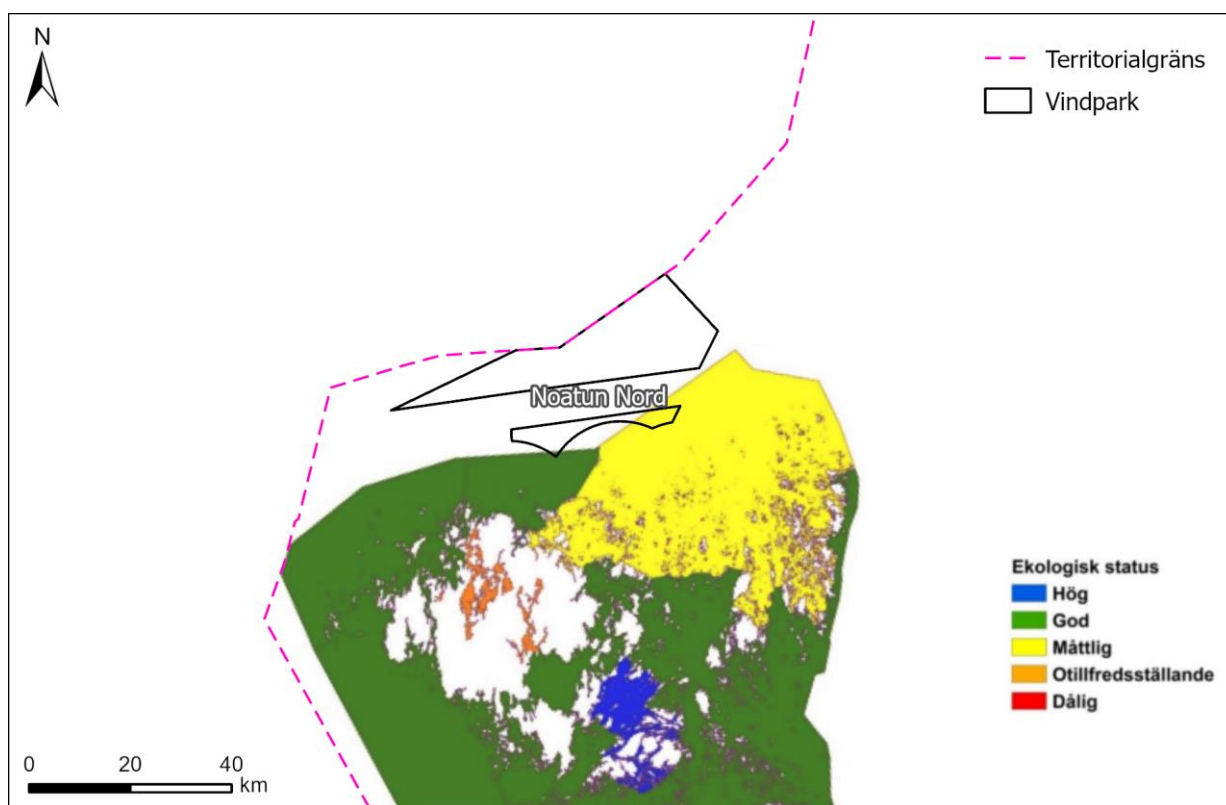 N
Territorialgräns
Vindpark
Noatun Nord
Ekologisk status
Hög
God
Måttlig
Otillfredsställande
Dålig
0 20 40
km